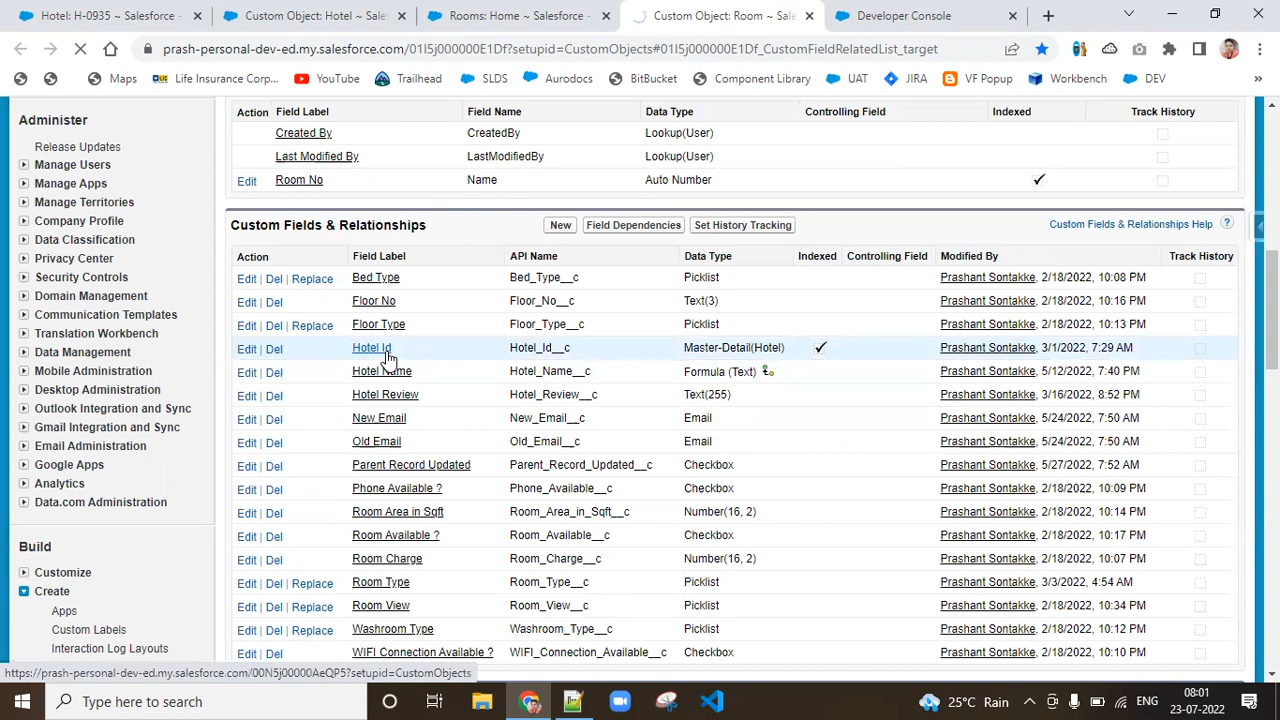 Hotel: H-0935 ~ Salesforce -
Custom Object: Hotel ~ Sales
Rooms: Home ~ Salesforce -
Custom Object: Room ~ Sales
Developer Console
prash-personal-dev-ed.my.salesforce.com/01I5j000000E1Df?setupid=CustomObjects#01I5j000000E1Df_CustomFieldRelatedList_target
Maps
Life Insurance Corp...
YouTube
Trailhead
SLDS
Aurodocs
BitBucket
Component Library
UAT
JIRA
VF Popup
Workbench
DEV
Administer
Release Updates
Manage Users
Manage Apps
Manage Territories
Company Profile
Data Classification
Privacy Center
Security Controls
Domain Management
Communication Templates
Translation Workbench
Data Management
Mobile Administration
Desktop Administration
Outlook Integration and Sync
Gmail Integration and Sync
Email Administration
Google Apps
Analytics
Data.com Administration
Build
Customize
Create
Apps
Custom Labels
Interaction Log Layouts
Action Field Label Field Name Data Type Controlling Field Indexed Track History
Created By CreatedBy Lookup(User)
Last Modified By LastModifiedBy Lookup(User)
Edit Room No Name Auto Number
Custom Fields & Relationships New Field Dependencies Set History Tracking Custom Fields & Relationships Help ?
Action Field Label API Name Data Type Indexed Controlling Field Modified By Track History
Edit | Del | Replace Bed Type Bed_Type__c Picklist Prashant Sontakke, 2/18/2022, 10:08 PM
Edit | Del Floor No Floor_No__c Text(3) Prashant Sontakke, 2/18/2022, 10:16 PM
Edit | Del | Replace Floor Type Floor_Type__c Picklist Prashant Sontakke, 2/18/2022, 10:13 PM
Edit | Del Hotel Id Hotel_Id__c Master-Detail(Hotel) Prashant Sontakke, 3/1/2022, 7:29 AM
Edit | Del Hotel Name Hotel_Name__c Formula (Text) Prashant Sontakke, 5/12/2022, 7:40 PM
Edit | Del Hotel Review Hotel_Review__c Text(255) Prashant Sontakke, 3/16/2022, 8:52 PM
Edit | Del New Email New_Email__c Email Prashant Sontakke, 5/24/2022, 7:50 AM
Edit | Del Old Email Old_Email__c Email Prashant Sontakke, 5/24/2022, 7:50 AM
Edit | Del Parent Record Updated Parent_Record_Updated__c Checkbox Prashant Sontakke, 5/27/2022, 7:52 AM
Edit | Del Phone Available ? Phone_Available__c Checkbox Prashant Sontakke, 2/18/2022, 10:09 PM
Edit | Del Room Area in Sqft Room_Area_in_Sqft__c Number(16, 2) Prashant Sontakke, 2/18/2022, 10:14 PM
Edit | Del Room Available ? Room_Available__c Checkbox Prashant Sontakke, 2/18/2022, 10:17 PM
Edit | Del Room Charge Room_Charge__c Number(16, 2) Prashant Sontakke, 2/18/2022, 10:07 PM
Edit | Del | Replace Room Type Room_Type__c Picklist Prashant Sontakke, 3/3/2022, 4:54 AM
Edit | Del | Replace Room View Room_View__c Picklist Prashant Sontakke, 2/18/2022, 10:34 PM
Edit | Del | Replace Washroom Type Washroom_Type__c Picklist Prashant Sontakke, 2/18/2022, 10:12 PM
Edit | Del WIFI Connection Available ? WIFI_Connection_Available__c Checkbox Prashant Sontakke, 2/18/2022, 10:10 PM
https://prash-personal-dev-ed.my.salesforce.com/00N5j00000AeQP5?setupid=CustomObjects
Type here to search
25°C Rain
ENG
08:01
23-07-2022